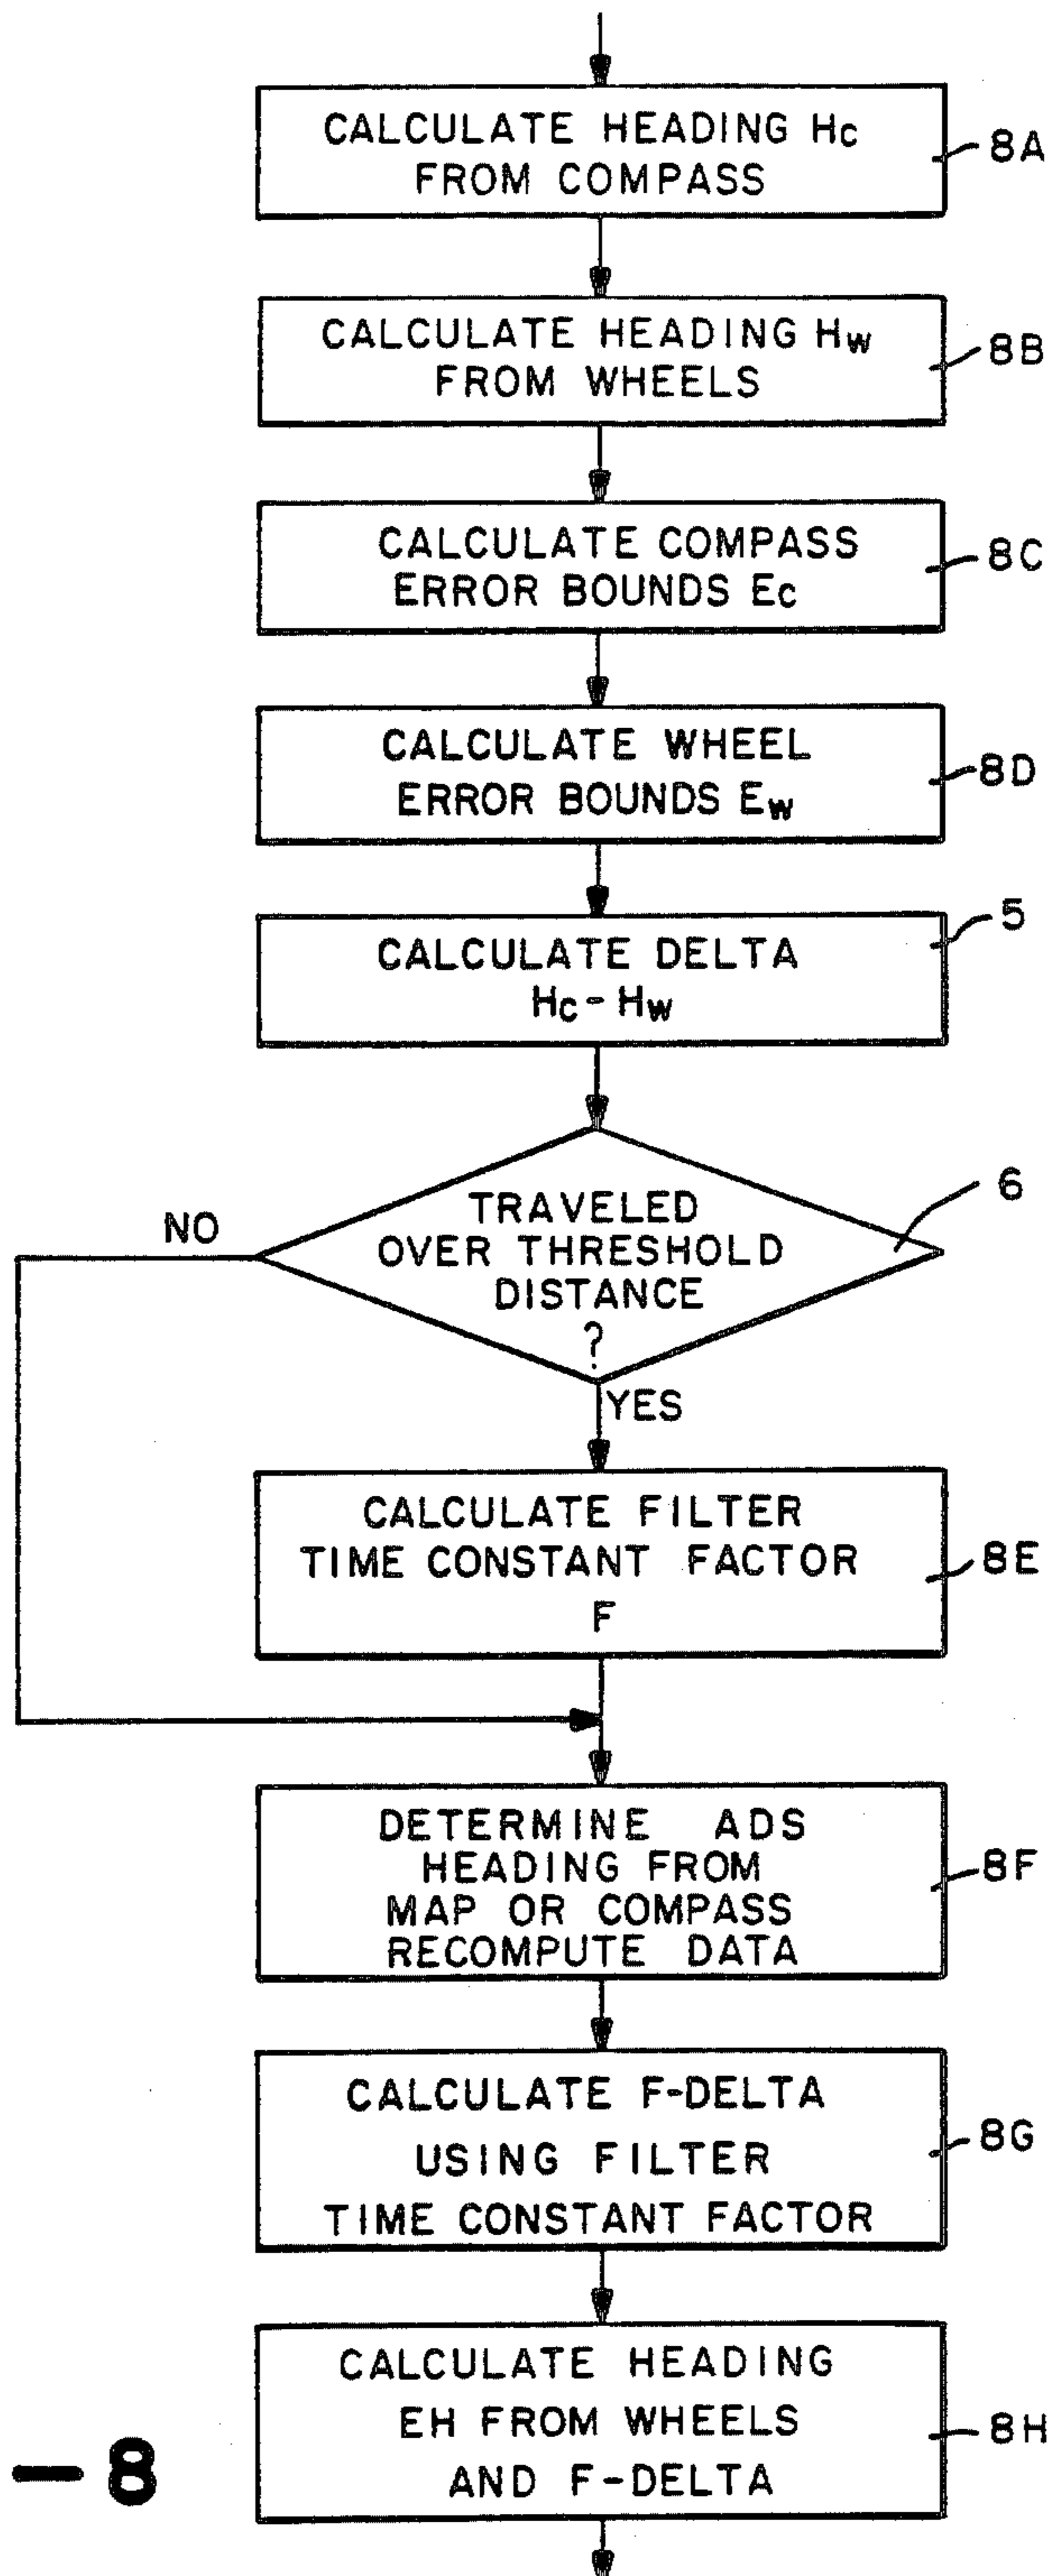 CALCULATE HEADING Hc
FROM COMPASS
8A
CALCULATE HEADING Hw
FROM WHEELS
8B
CALCULATE COMPASS
ERROR BOUNDS Ec
8C
CALCULATE WHEEL
ERROR BOUNDS Ew
8D
CALCULATE DELTA
Hc - Hw
5
NO
TRAVELED
OVER THRESHOLD
DISTANCE
?
6
YES
CALCULATE FILTER
TIME CONSTANT FACTOR
F
8E
DETERMINE ADS
HEADING FROM
MAP OR COMPASS
RECOMPUTE DATA
8F
CALCULATE F-DELTA
USING FILTER
TIME CONSTANT FACTOR
8G
CALCULATE HEADING
EH FROM WHEELS
AND F-DELTA
8H
-8